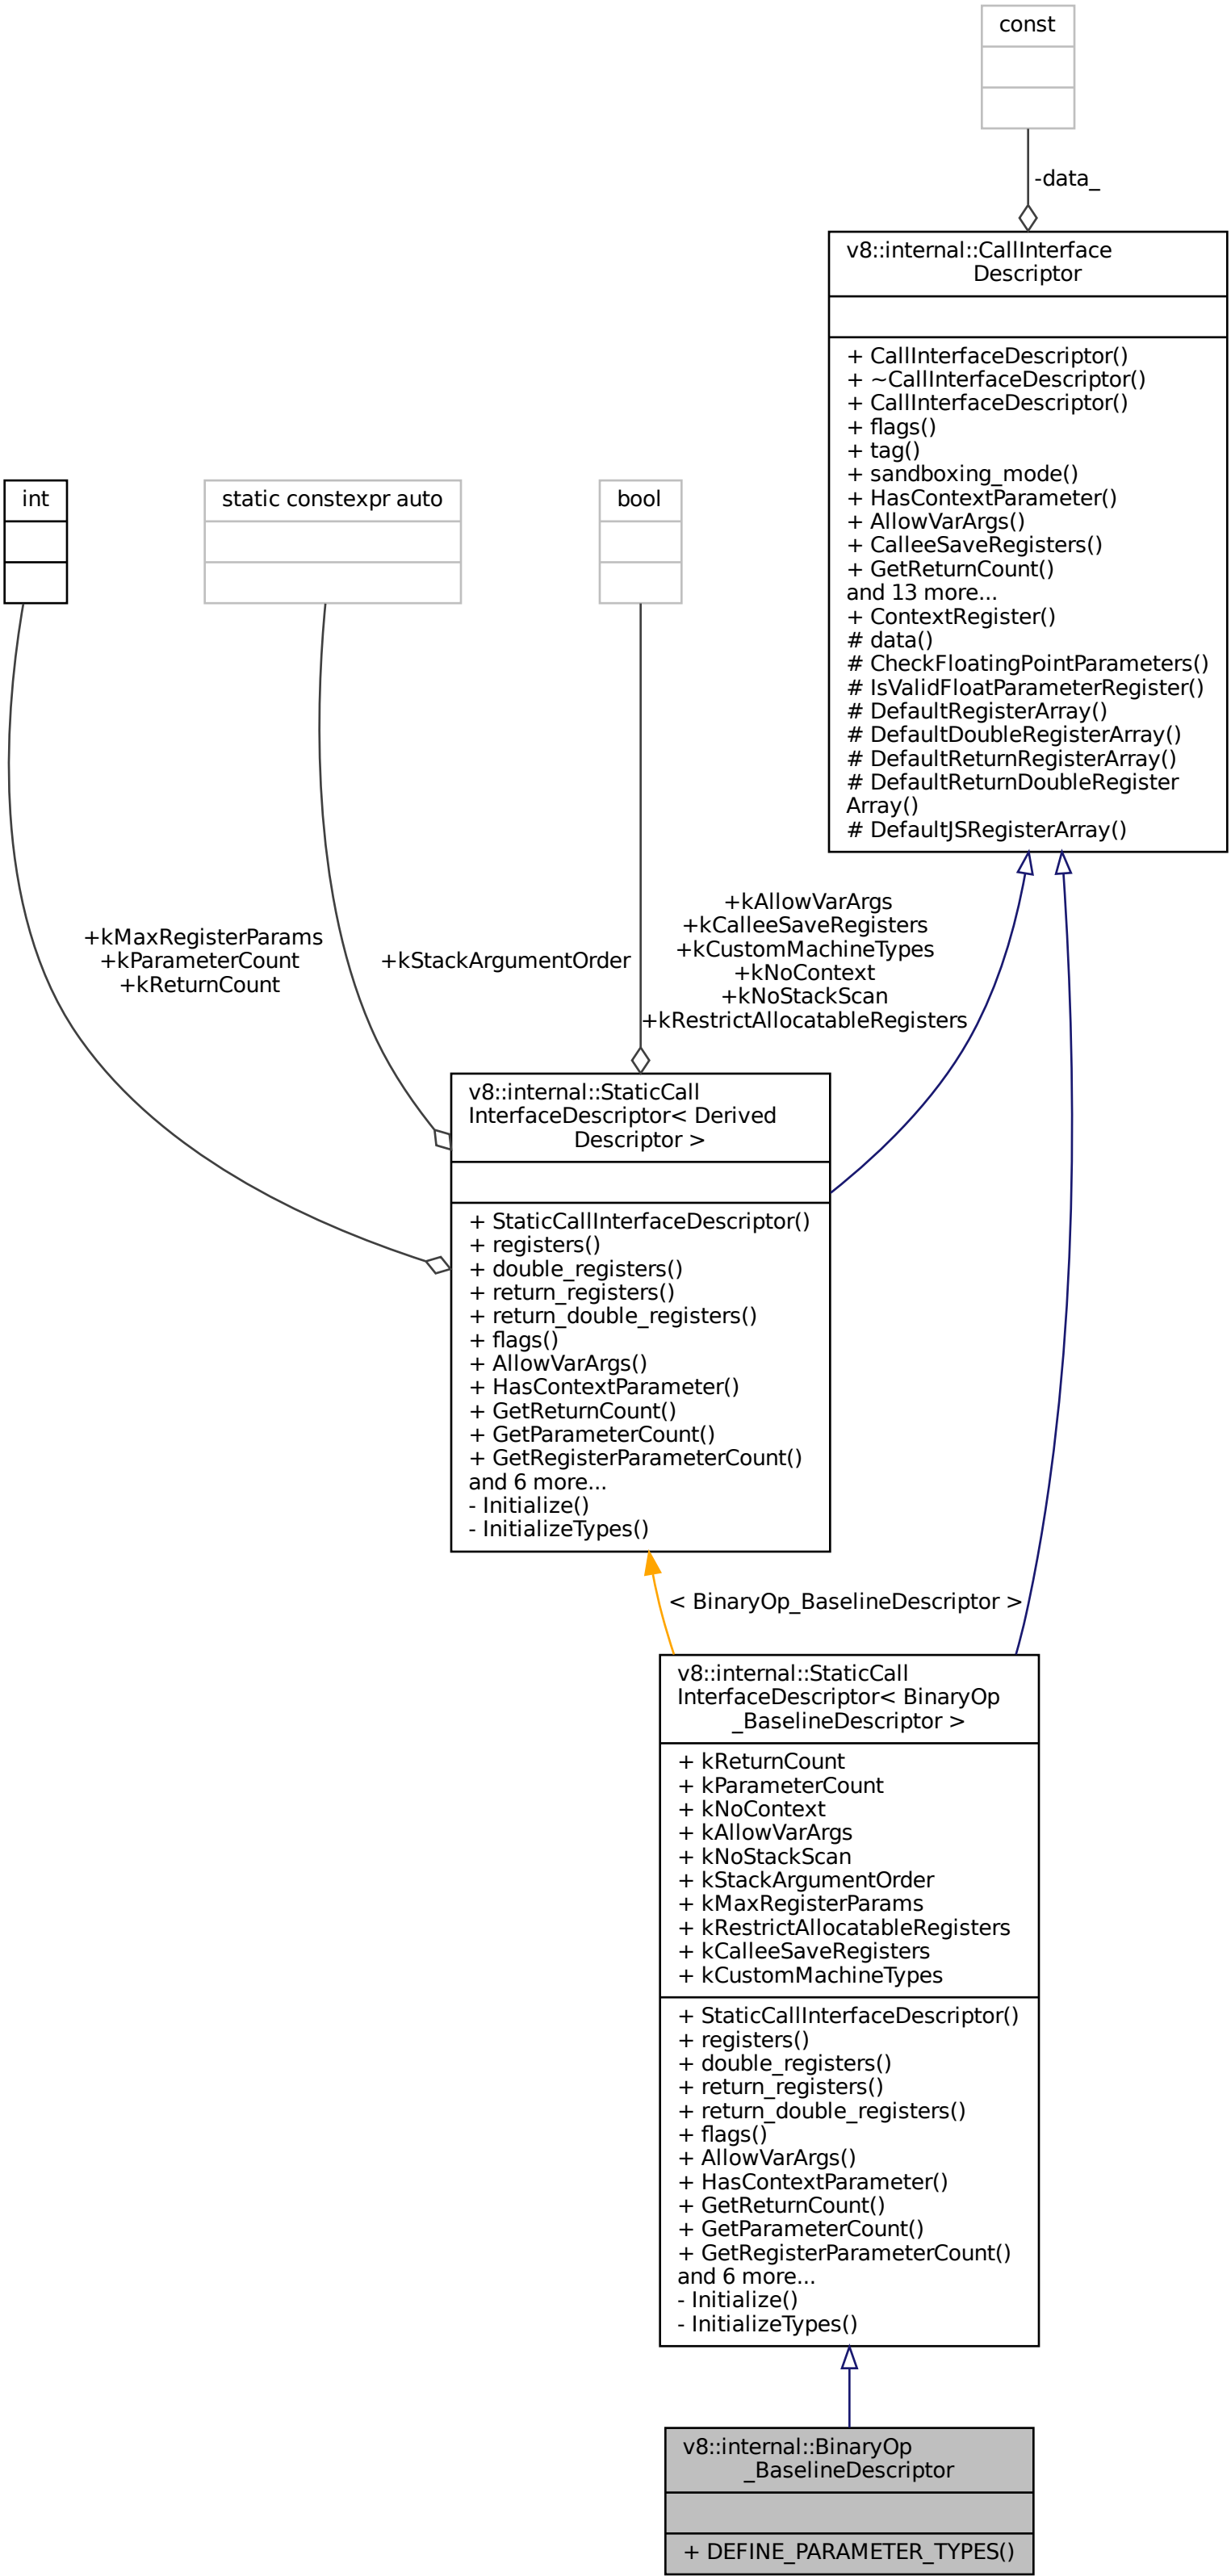 const
-data_
v8::internal::CallInterface
Descriptor
+ CallInterfaceDescriptor()
+ ~CallInterfaceDescriptor()
+ CallInterfaceDescriptor()
+ flags()
+ tag()
+ sandboxing_mode()
+ HasContextParameter()
+ AllowVarArgs()
+ CalleeSaveRegisters()
+ GetReturnCount()
and 13 more...
+ ContextRegister()
# data()
# CheckFloatingPointParameters()
# IsValidFloatParameterRegister()
# DefaultRegisterArray()
# DefaultDoubleRegisterArray()
# DefaultReturnRegisterArray()
# DefaultReturnDoubleRegister
Array()
# DefaultJSRegisterArray()
int
static constexpr auto
bool
+kMaxRegisterParams
+kParameterCount
+kReturnCount
+kStackArgumentOrder
+kAllowVarArgs
+kCalleeSaveRegisters
+kCustomMachineTypes
+kNoContext
+kNoStackScan
+kRestrictAllocatableRegisters
v8::internal::StaticCall
InterfaceDescriptor< Derived
Descriptor >
+ StaticCallInterfaceDescriptor()
+ registers()
+ double_registers()
+ return_registers()
+ return_double_registers()
+ flags()
+ AllowVarArgs()
+ HasContextParameter()
+ GetReturnCount()
+ GetParameterCount()
+ GetRegisterParameterCount()
and 6 more...
- Initialize()
- InitializeTypes()
< BinaryOp_BaselineDescriptor >
v8::internal::StaticCall
InterfaceDescriptor< BinaryOp
_BaselineDescriptor >
+ kReturnCount
+ kParameterCount
+ kNoContext
+ kAllowVarArgs
+ kNoStackScan
+ kStackArgumentOrder
+ kMaxRegisterParams
+ kRestrictAllocatableRegisters
+ kCalleeSaveRegisters
+ kCustomMachineTypes
+ StaticCallInterfaceDescriptor()
+ registers()
+ double_registers()
+ return_registers()
+ return_double_registers()
+ flags()
+ AllowVarArgs()
+ HasContextParameter()
+ GetReturnCount()
+ GetParameterCount()
+ GetRegisterParameterCount()
and 6 more...
- Initialize()
- InitializeTypes()
v8::internal::BinaryOp
_BaselineDescriptor
+ DEFINE_PARAMETER_TYPES()